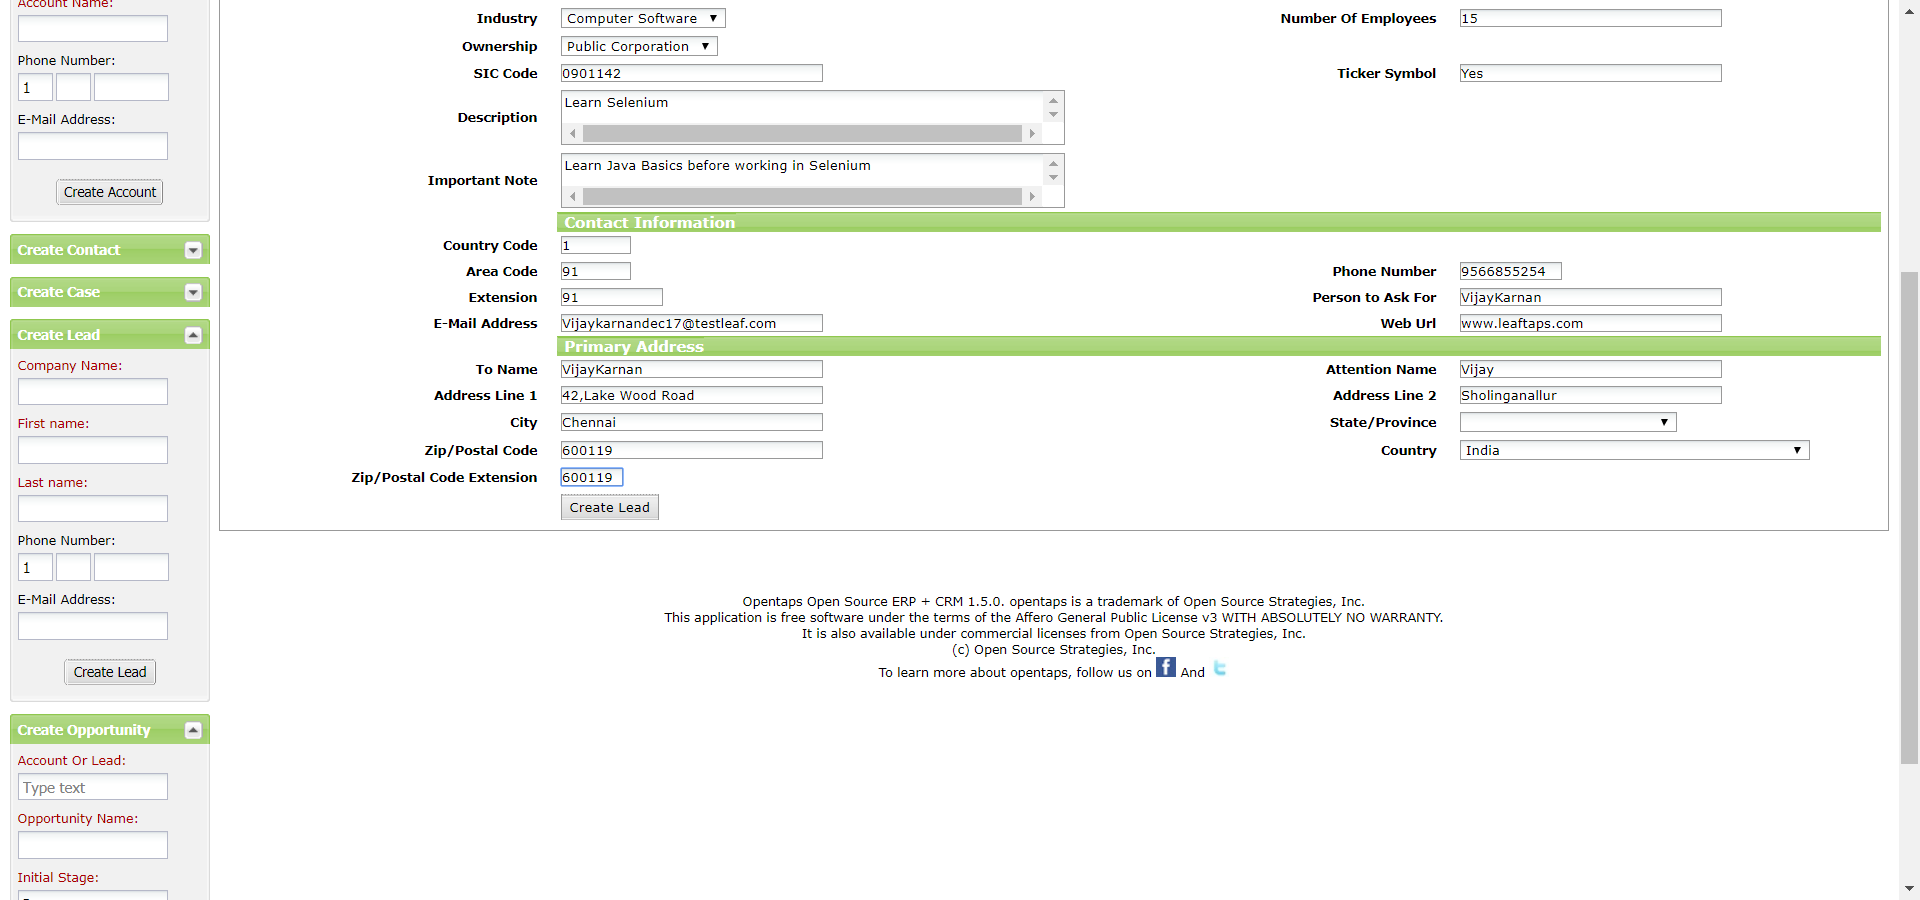 Account Name:
Phone Number:
1
E-Mail Address:
Create Account
Create Contact
Create Case
Create Lead
Company Name:
First name:
Last name:
Phone Number:
1
E-Mail Address:
Create Lead
Create Opportunity
Account Or Lead:
Type text
Opportunity Name:
Initial Stage:
Industry Computer Software Number Of Employees 15
Ownership Public Corporation
SIC Code 0901142 Ticker Symbol Yes
Description Learn Selenium
Important Note Learn Java Basics before working in Selenium
Contact Information
Country Code 1
Area Code 91 Phone Number 9566855254
Extension 91 Person to Ask For VijayKarnan
E-Mail Address Vijaykarnandec17@testleaf.com Web Url www.leaftaps.com
Primary Address
To Name VijayKarnan Attention Name Vijay
Address Line 1 42,Lake Wood Road Address Line 2 Sholinganallur
City Chennai State/Province
Zip/Postal Code 600119 Country India
Zip/Postal Code Extension 600119
Create Lead
Opentaps Open Source ERP + CRM 1.5.0. opentaps is a trademark of Open Source Strategies, Inc.
This application is free software under the terms of the Affero General Public License v3 WITH ABSOLUTELY NO WARRANTY.
It is also available under commercial licenses from Open Source Strategies, Inc.
(c) Open Source Strategies, Inc.
To learn more about opentaps, follow us on f And t